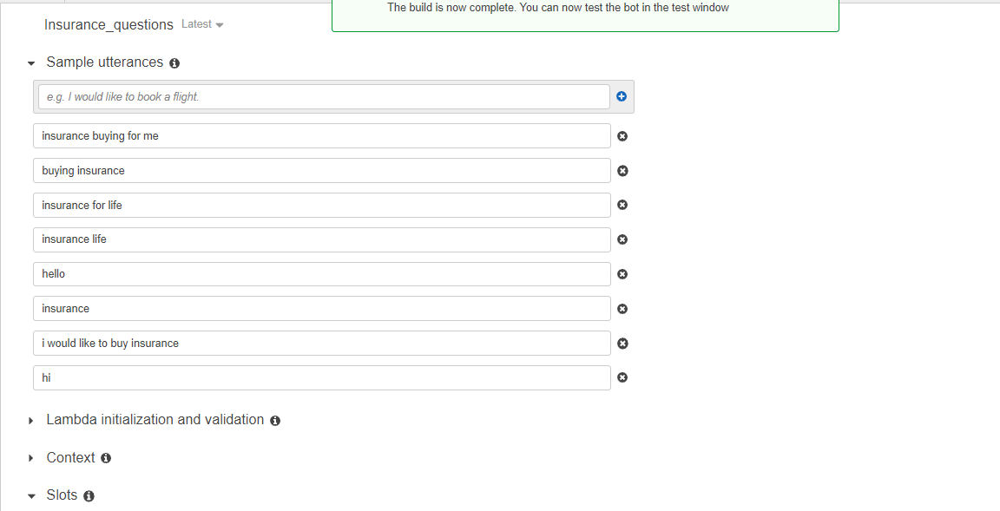 The build is now complete. You can now test the bot in the test window
Insurance_questions Latest
Sample utterances
e.g. I would like to book a flight.
insurance buying for me
buying insurance
insurance for life
insurance life
hello
insurance
i would like to buy insurance
hi
Lambda initialization and validation
Context
Slots